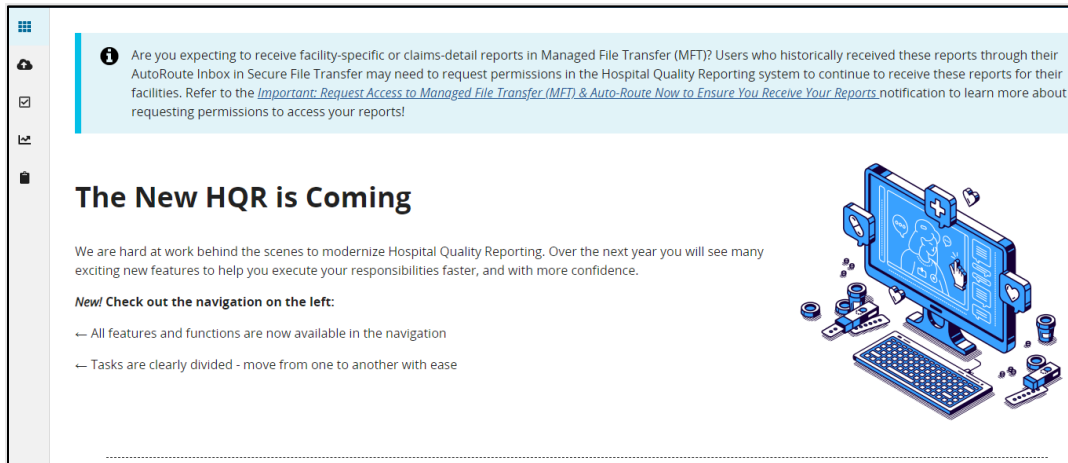 Are you expecting to receive facility-specific or claims-detail reports in Managed File Transfer (MFT)? Users who historically received these reports through their
AutoRoute Inbox in Secure File Transfer may need to request permissions in the Hospital Quality Reporting system to continue to receive these reports for their
facilities. Refer to the Important: Request Access to Managed File Transfer (MFT) & Auto-Route Now to Ensure You Receive Your Reports notification to learn more about
requesting permissions to access your reports!
The New HQR is Coming
We are hard at work behind the scenes to modernize Hospital Quality Reporting. Over the next year you will see many
exciting new features to help you execute your responsibilities faster, and with more confidence.
New! Check out the navigation on the left:
← All features and functions are now available in the navigation
← Tasks are clearly divided - move from one to another with ease